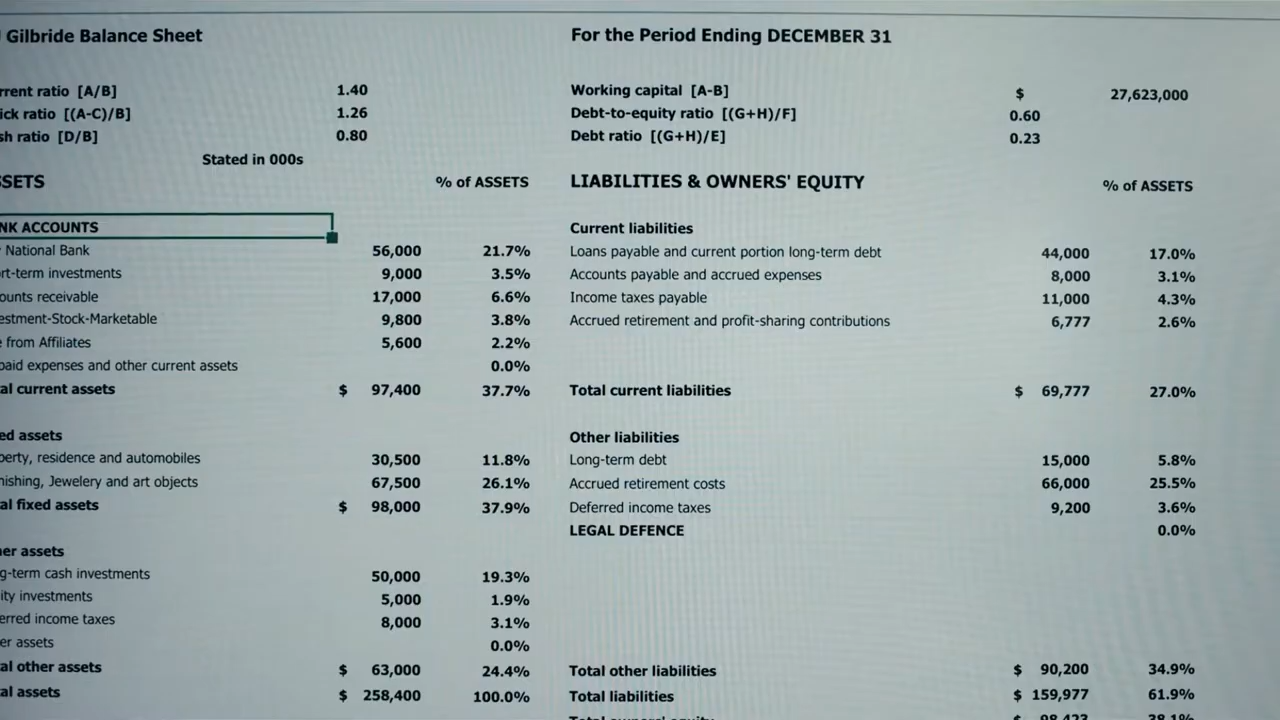 Gilbride Balance Sheet For the Period Ending DECEMBER 31
rrent ratio [A/B] 1.40 Working capital [A-B] $ 27,623,000
ick ratio [(A-C)/B] 1.26 Debt-to-equity ratio [(G+H)/F] 0.60
sh ratio [D/B] 0.80 Debt ratio [(G+H)/E] 0.23
Stated in 000s
SETS % of ASSETS LIABILITIES & OWNERS' EQUITY % of ASSETS
NK ACCOUNTS Current liabilities
National Bank 56,000 21.7% Loans payable and current portion long-term debt 44,000 17.0%
rt-term investments 9,000 3.5% Accounts payable and accrued expenses 8,000 3.1%
ounts receivable 17,000 6.6% Income taxes payable 11,000 4.3%
estment-Stock-Marketable 9,800 3.8% Accrued retirement and profit-sharing contributions 6,777 2.6%
from Affiliates 5,600 2.2%
paid expenses and other current assets 0.0%
al current assets $ 97,400 37.7% Total current liabilities $ 69,777 27.0%
ed assets Other liabilities
perty, residence and automobiles 30,500 11.8% Long-term debt 15,000 5.8%
nishing, Jewelery and art objects 67,500 26.1% Accrued retirement costs 66,000 25.5%
al fixed assets $ 98,000 37.9% Deferred income taxes 9,200 3.6%
LEGAL DEFENCE 0.0%
er assets
g-term cash investments 50,000 19.3%
ity investments 5,000 1.9%
erred income taxes 8,000 3.1%
er assets 0.0%
al other assets $ 63,000 24.4% Total other liabilities $ 90,200 34.9%
al assets $ 258,400 100.0% Total liabilities $ 159,977 61.9%